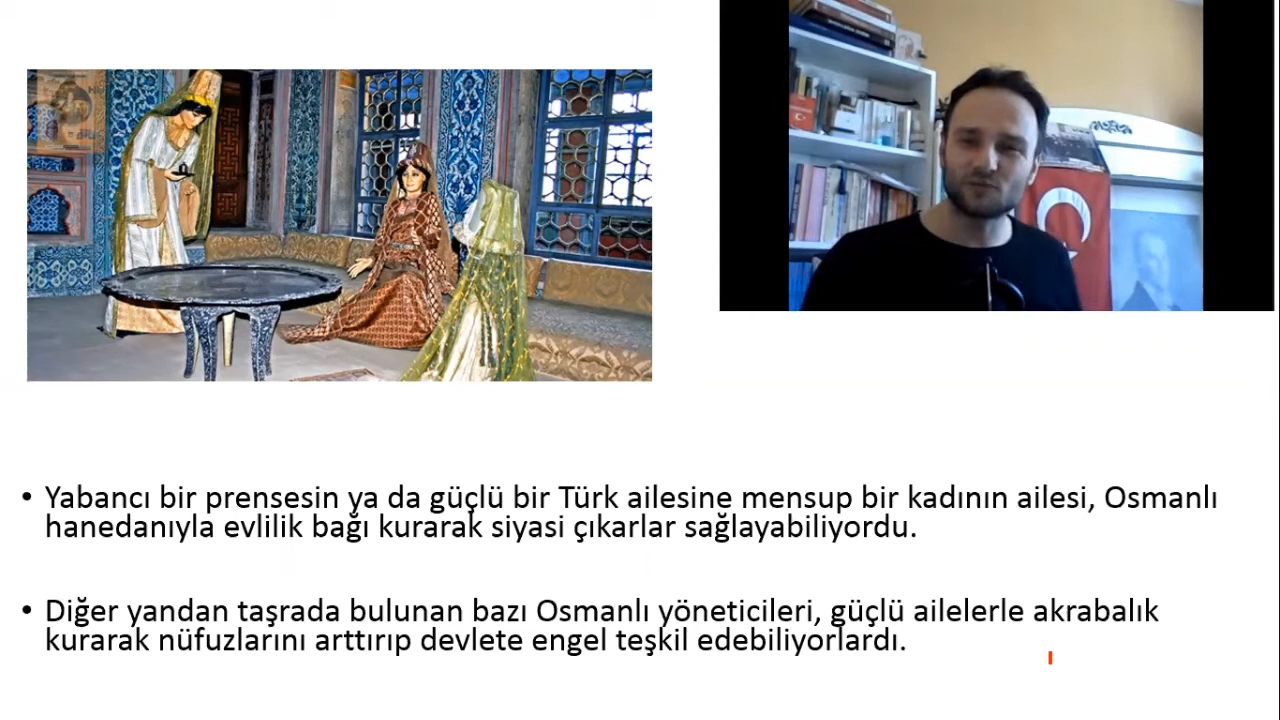 • Yabancı bir prensesin ya da güçlü bir Türk ailesine mensup bir kadının ailesi, Osmanlı
hanedanıyla evlilik bağı kurarak siyasi çıkarlar sağlayabiliyordu.
• Diğer yandan taşrada bulunan bazı Osmanlı yöneticileri, güçlü ailelerle akrabalık
kurarak nüfuzlarını arttırıp devlete engel teşkil edebiliyorlardı.